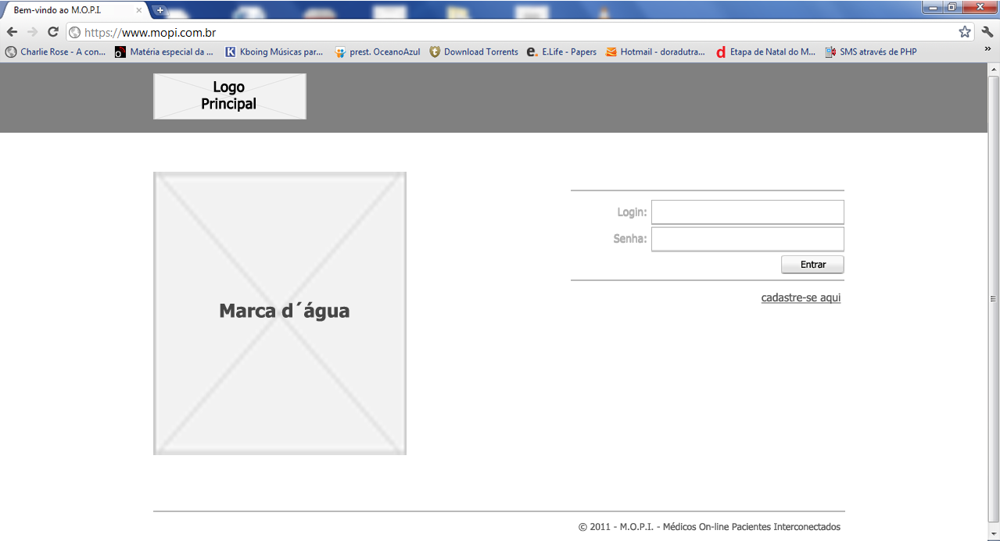 Bem-vindo ao M.O.P.I.
https://www.mopi.com.br
Charlie Rose - A con... Matéria especial da ... Kboing Músicas par... prest. OceanoAzul Download Torrents E.Life - Papers Hotmail - doradutra... Etapa de Natal do M... SMS através de PHP »
Logo
Principal
Login:
Senha:
Entrar
cadastre-se aqui
Marca d´água
© 2011 - M.O.P.I. - Médicos On-line Pacientes Interconectados